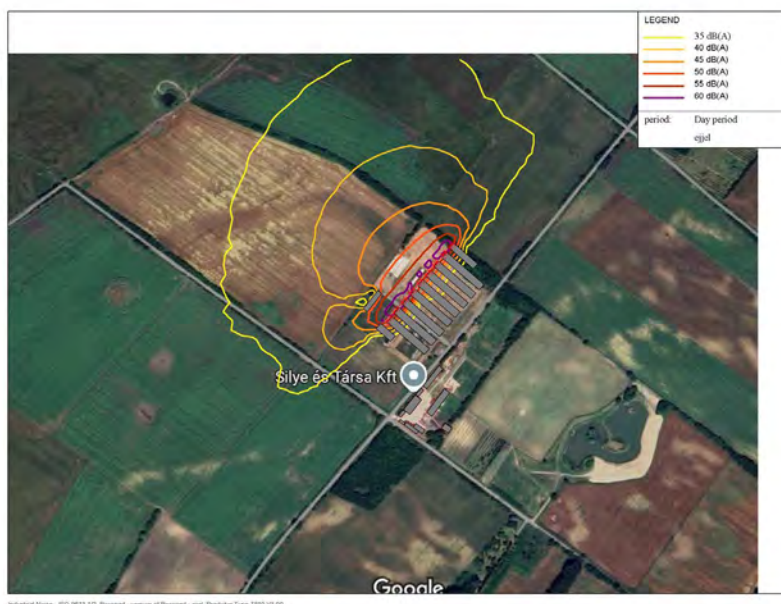 LEGEND
35 dB(A)
40 dB(A)
45 dB(A)
50 dB(A)
55 dB(A)
60 dB(A)
period: Day period
ejjel
Silye és Társa Kft
Google